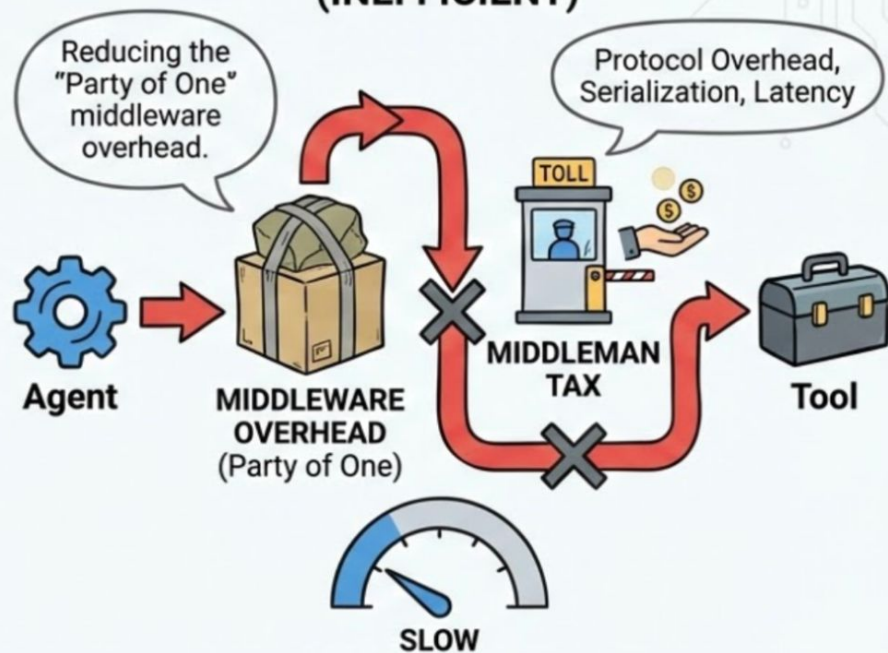 (INEFFICIENT)
Reducing the
"Party of One"
middleware
overhead.
Protocol Overhead,
Serialization, Latency
TOLL
$
$
Agent
MIDDLEWARE
OVERHEAD
(Party of One)
MIDDLEMAN
TAX
Tool
SLOW